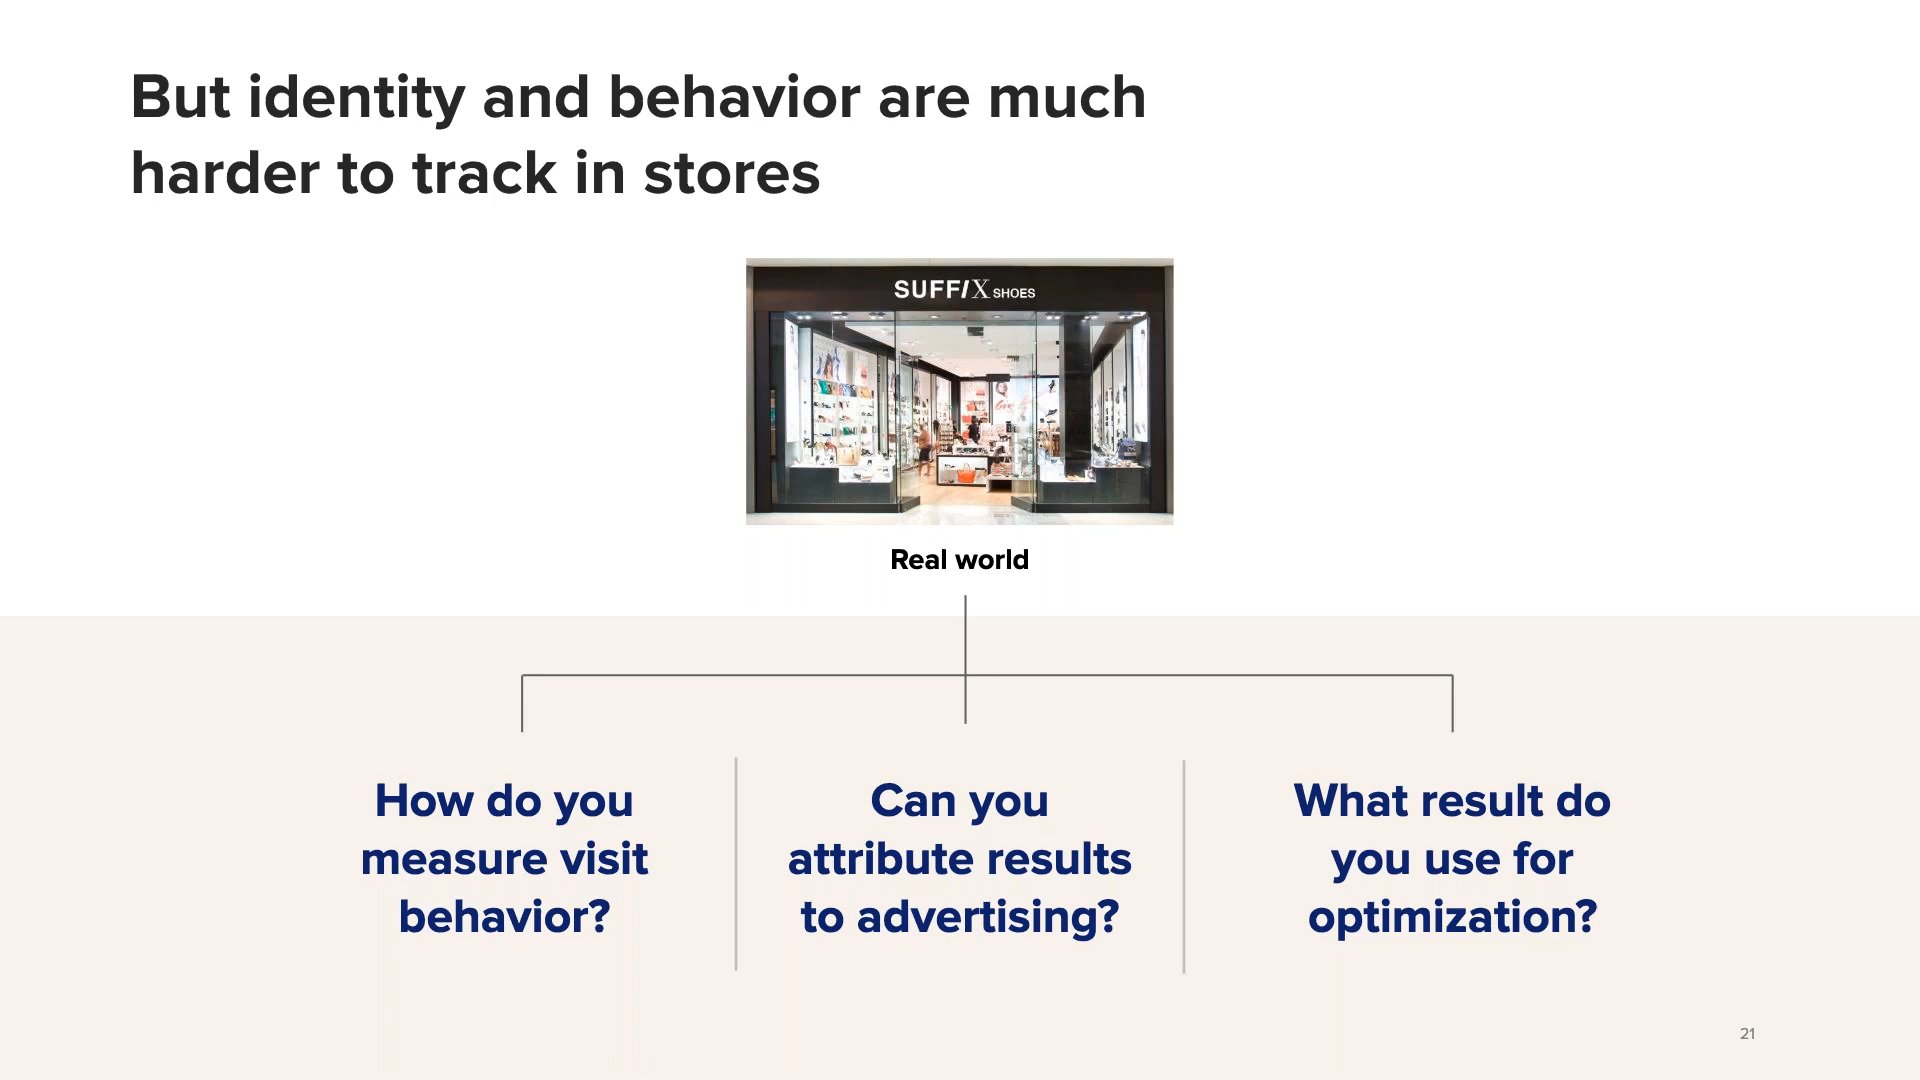 But identity and behavior are much
harder to track in stores
SUFFIX SHOES
Real world
How do you
measure visit
behavior?
Can you
attribute results
to advertising?
What result do
you use for
optimization?
21